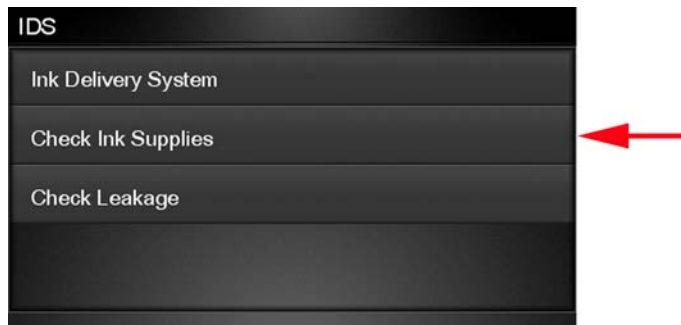 IDS
Ink Delivery System
Check Ink Supplies
Check Leakage